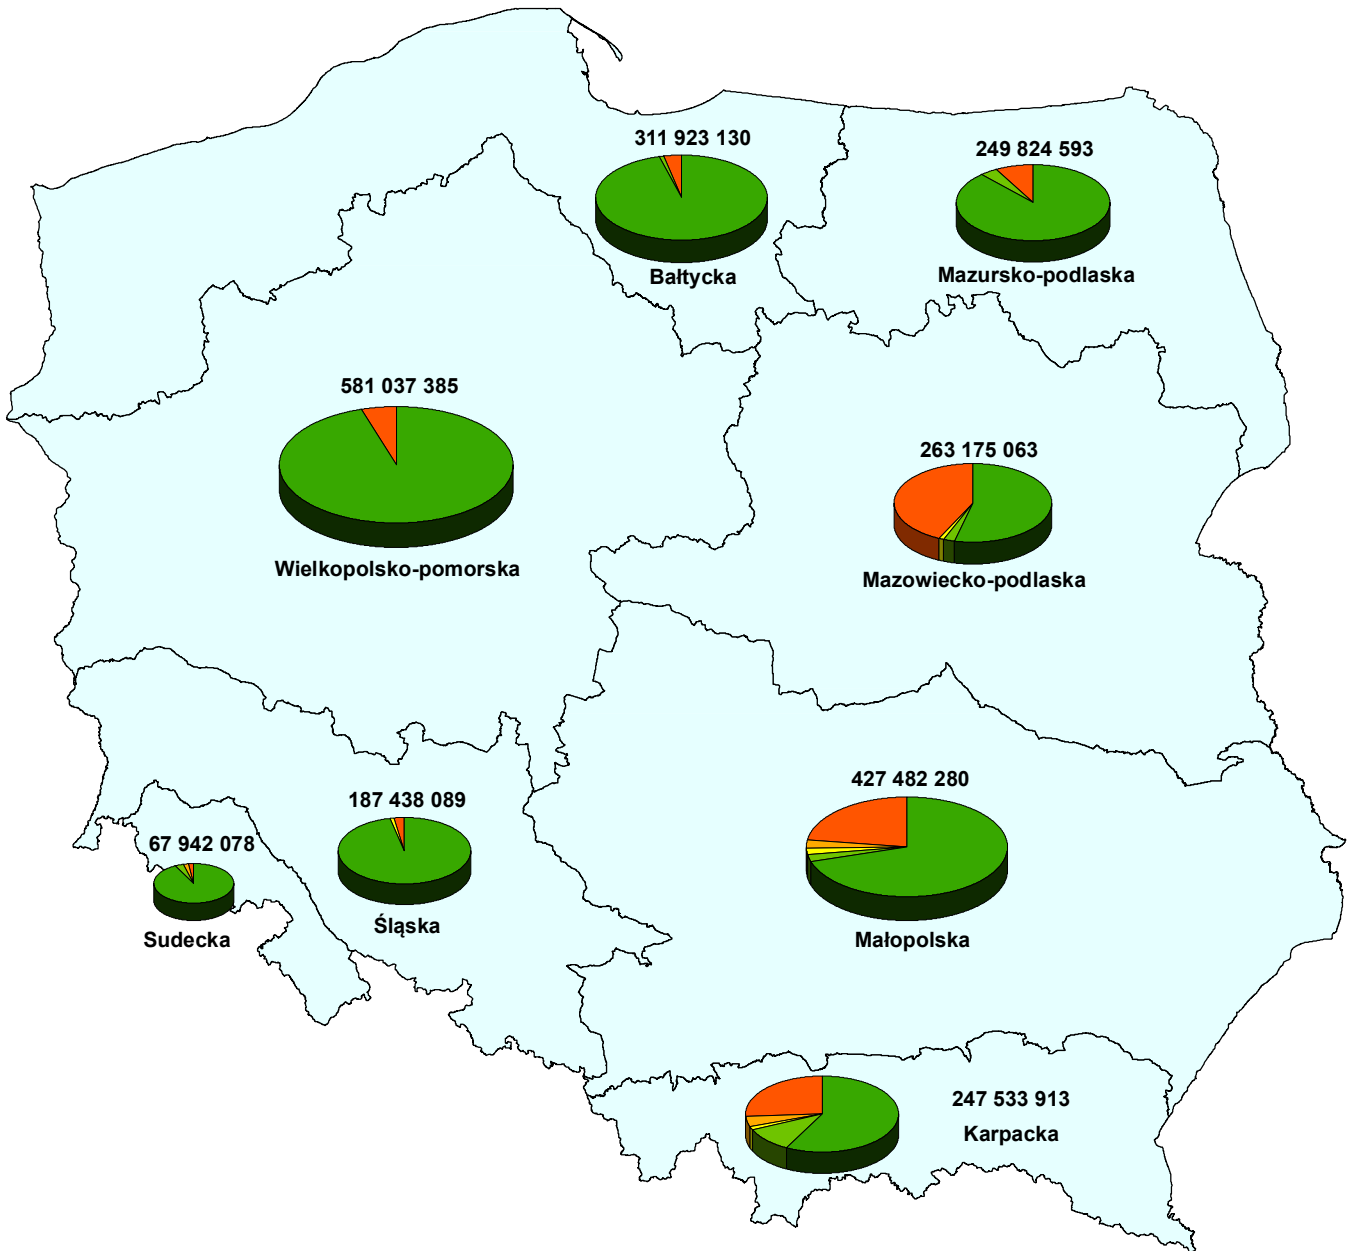 311 923 130
Bałtycka
249 824 593
Mazursko-podlaska
581 037 385
Wielkopolsko-pomorska
263 175 063
Mazowiecko-podlaska
427 482 280
Małopolska
187 438 089
Śląska
67 942 078
Sudecka
247 533 913
Karpacka